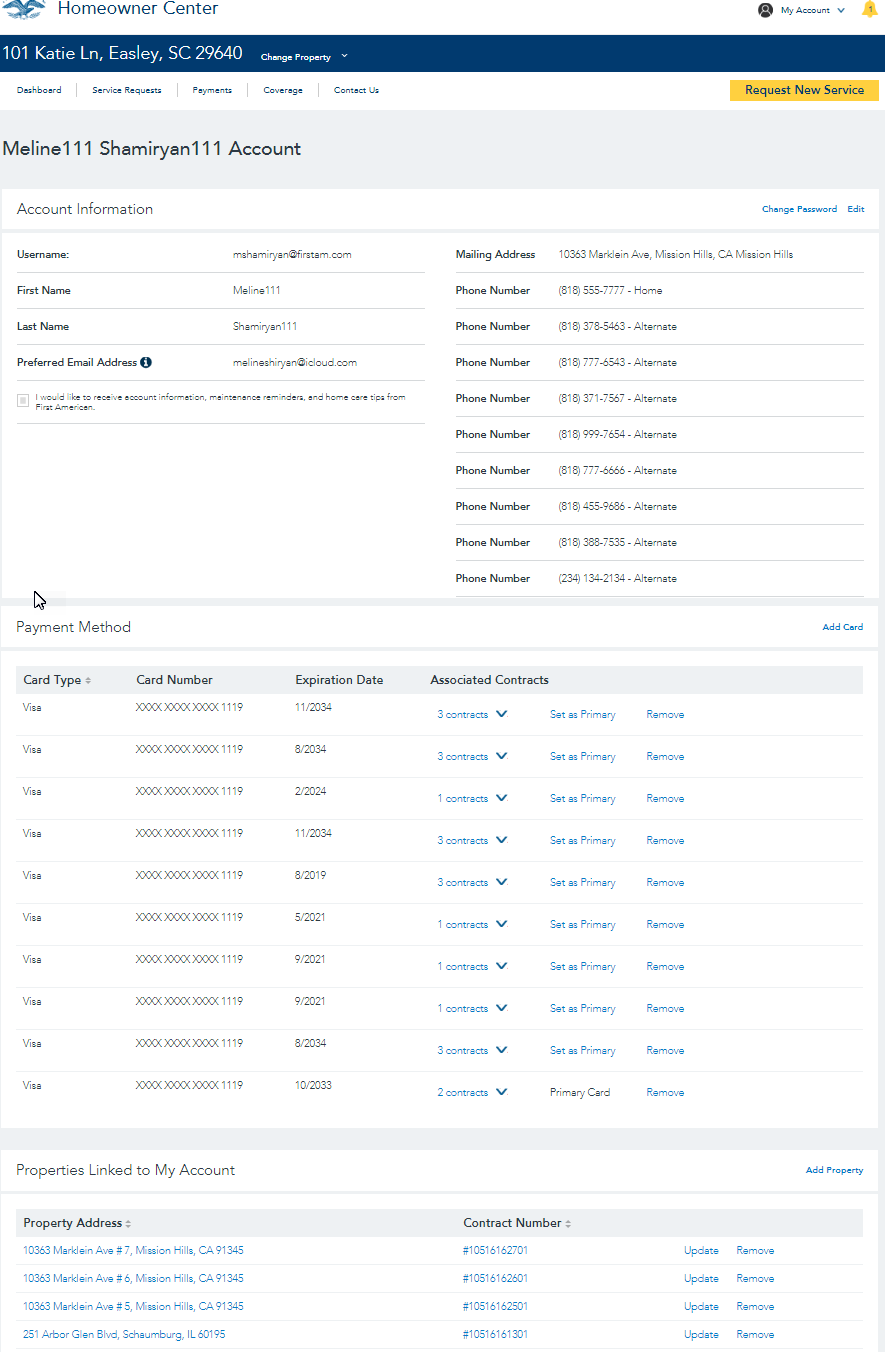 Homeowner Center
My Account
1
101 Katie Ln, Easley, SC 29640 Change Property
Dashboard Service Requests Payments Coverage Contact Us Request New Service
Meline111 Shamiryan111 Account
Account Information Change Password Edit
Username: mshamiryan@firstam.com
First Name Meline111
Last Name Shamiryan111
Preferred Email Address melineshiryan@icloud.com
I would like to receive account information, maintenance reminders, and home care tips from
First American.
Mailing Address 10363 Marklein Ave, Mission Hills, CA Mission Hills
Phone Number (818) 555-7777 - Home
Phone Number (818) 378-5463 - Alternate
Phone Number (818) 777-6543 - Alternate
Phone Number (818) 371-7567 - Alternate
Phone Number (818) 999-7654 - Alternate
Phone Number (818) 777-6666 - Alternate
Phone Number (818) 455-9686 - Alternate
Phone Number (818) 388-7535 - Alternate
Phone Number (234) 134-2134 - Alternate
Payment Method Add Card
Card Type Card Number Expiration Date Associated Contracts
Visa XXXX XXXX XXXX 1119 11/2034 3 contracts Set as Primary Remove
Visa XXXX XXXX XXXX 1119 8/2034 3 contracts Set as Primary Remove
Visa XXXX XXXX XXXX 1119 2/2024 1 contracts Set as Primary Remove
Visa XXXX XXXX XXXX 1119 11/2034 3 contracts Set as Primary Remove
Visa XXXX XXXX XXXX 1119 8/2019 3 contracts Set as Primary Remove
Visa XXXX XXXX XXXX 1119 5/2021 1 contracts Set as Primary Remove
Visa XXXX XXXX XXXX 1119 9/2021 1 contracts Set as Primary Remove
Visa XXXX XXXX XXXX 1119 9/2021 1 contracts Set as Primary Remove
Visa XXXX XXXX XXXX 1119 8/2034 3 contracts Set as Primary Remove
Visa XXXX XXXX XXXX 1119 10/2033 2 contracts Primary Card Remove
Properties Linked to My Account Add Property
Property Address Contract Number
10363 Marklein Ave # 7, Mission Hills, CA 91345 #10516162701 Update Remove
10363 Marklein Ave # 6, Mission Hills, CA 91345 #10516162601 Update Remove
10363 Marklein Ave # 5, Mission Hills, CA 91345 #10516162501 Update Remove
251 Arbor Glen Blvd, Schaumburg, IL 60195 #10516161301 Update Remove